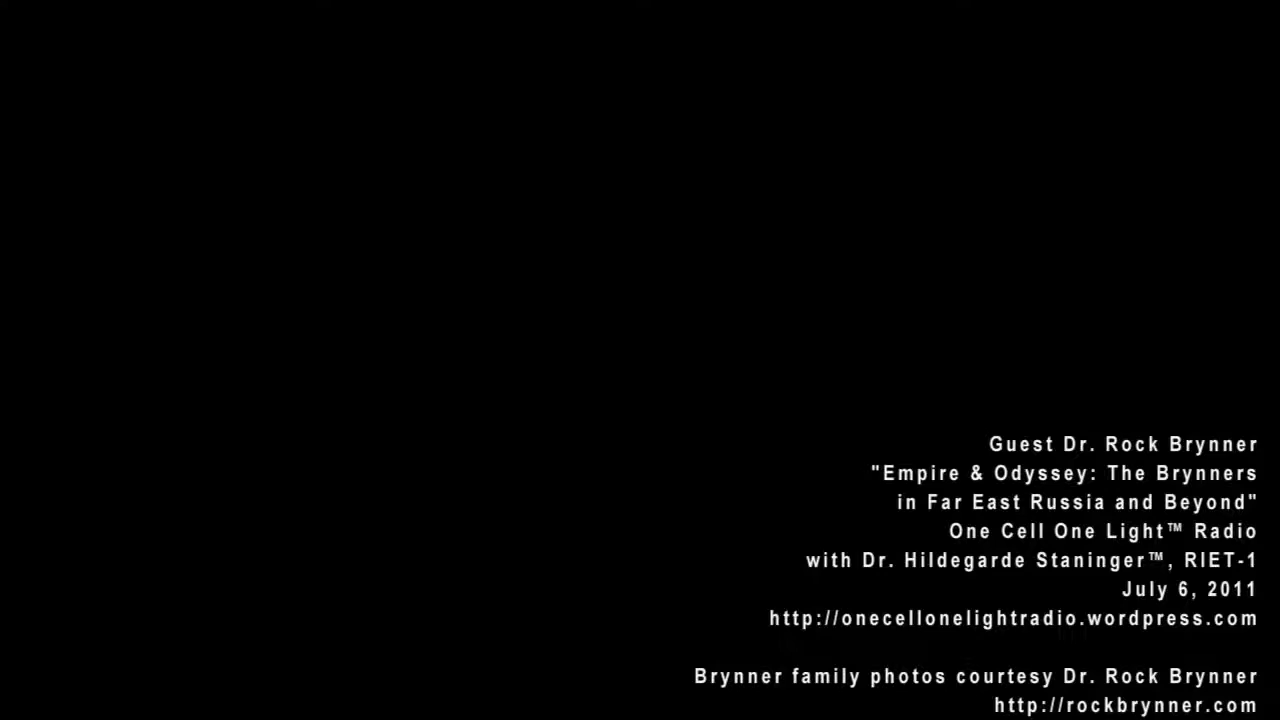 Guest Dr. Rock Brynner
"Empire & Odyssey: The Brynners
in Far East Russia and Beyond"
One Cell One Light™ Radio
with Dr. Hildegarde Staninger™, RIET-1
July 6, 2011
http://onecellonelightradio.wordpress.com
Brynner family photos courtesy Dr. Rock Brynner
http://rockbrynner.com